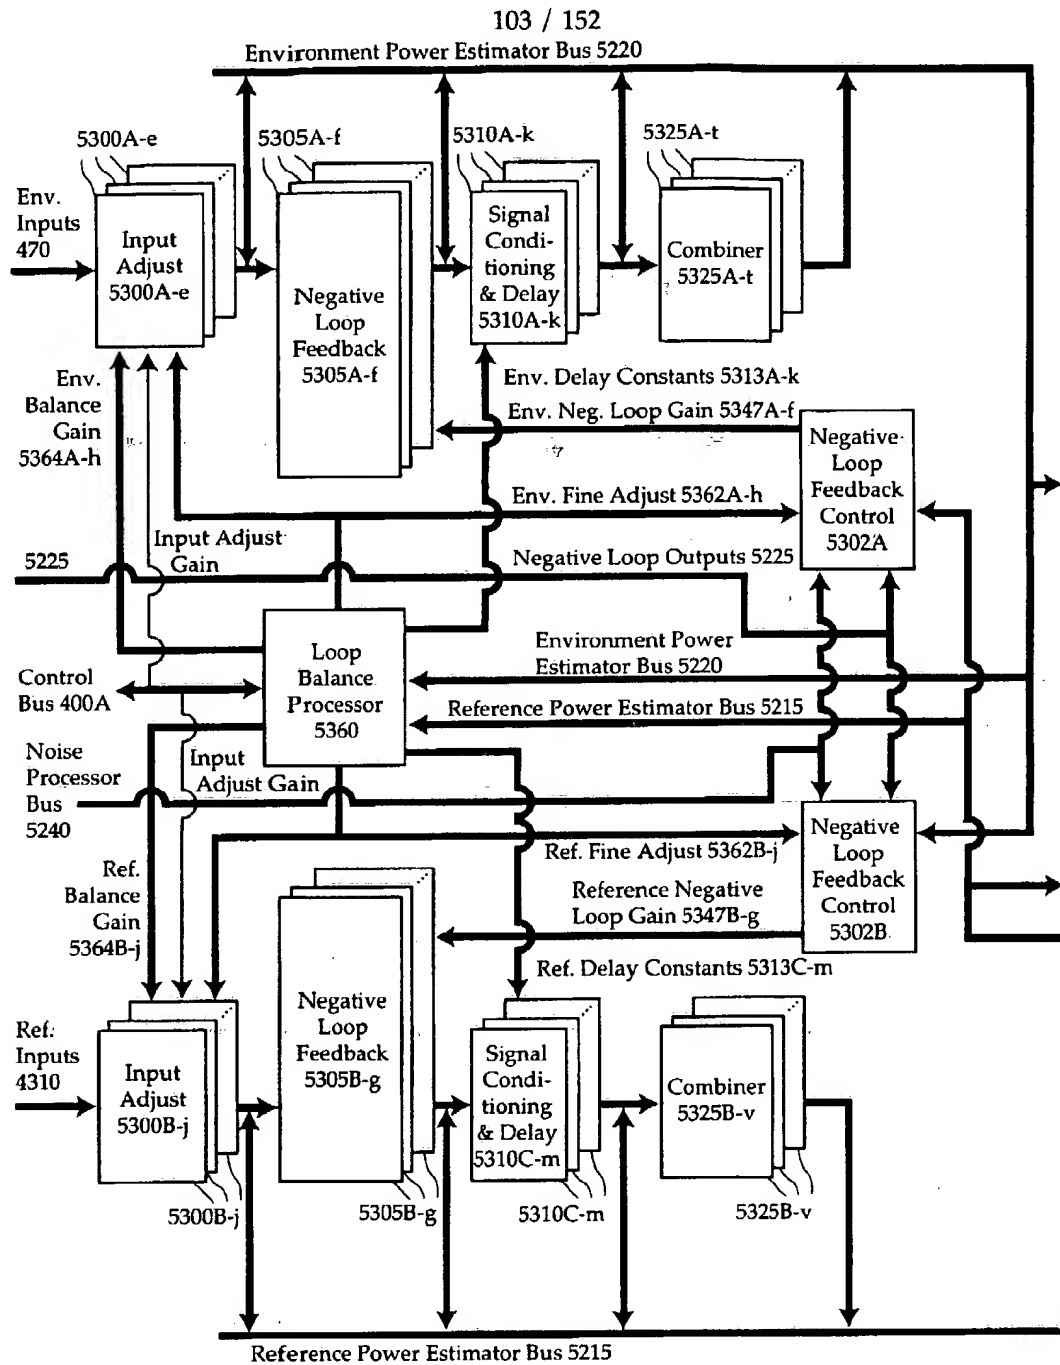 103 / 152
Environment Power Estimator Bus 5220
5300A-e
5305A-f
5310A-k
5325A-t
Env.
Inputs
470
Input
Adjust
5300A-e
Negative
Loop
Feedback
5305A-f
Signal
Condi-
tioning
& Delay
5310A-k
Combiner
5325A-t
Env.
Balance
Gain
5364A-h
Env. Delay Constants 5313A-k
Env. Neg. Loop Gain 5347A-f
Negative
Loop
Feedback
Control
5302A
Env. Fine Adjust 5362A-h
Input Adjust
Gain
5225
Negative Loop Outputs 5225
Loop
Balance
Processor
5360
Environment Power
Estimator Bus 5220
Control
Bus 400A
Reference Power Estimator Bus 5215
Noise
Processor
Bus
5240
Input
Adjust Gain
Negative
Loop
Feedback
Control
5302B
Ref. Fine Adjust 5362B-j
Ref.
Balance
Gain
5364B-j
Reference Negative
Loop Gain 5347B-g
Ref. Delay Constants 5313C-m
Ref.
Inputs
4310
Input
Adjust
5300B-j
Negative
Loop
Feedback
5305B-g
Signal
Condi-
tioning
& Delay
5310C-m
Combiner
5325B-v
5300B-j
5305B-g
5310C-m
5325B-v
Reference Power Estimator Bus 5215